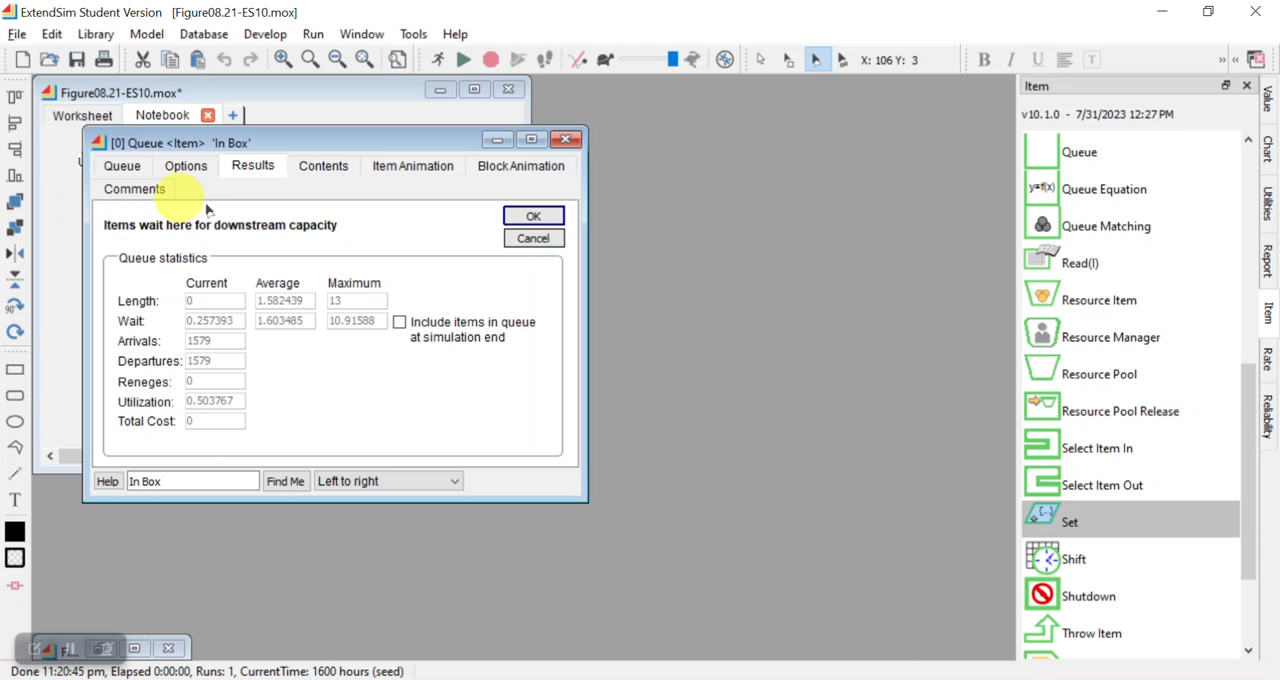 ExtendSim Student Version [Figure08.21-ES10.mox]
File Edit Library Model Database Develop Run Window Tools Help
X: 106 Y: 3
B I U T
Figure08.21-ES10.mox*
Worksheet Notebook
[0] Queue <Item> 'In Box'
Queue Options Results Contents Item Animation Block Animation
Comments
Items wait here for downstream capacity
OK
Cancel
Queue statistics
Current Average Maximum
Length: 0 1.582439 13
Wait: 0.257393 1.603485 10.91588 Include items in queue
at simulation end
Arrivals: 1579
Departures: 1579
Reneges: 0
Utilization: 0.503767
Total Cost: 0
Help In Box Find Me Left to right
90°
T
F...
Done 11:20:45 pm, Elapsed 0:00:00, Runs: 1, CurrentTime: 1600 hours (seed)
Item
v10.1.0 - 7/31/2023 12:27PM
Queue
y=f(x) Queue Equation
Queue Matching
Read(I)
Resource Item
Resource Manager
Resource Pool
Resource Pool Release
Select Item In
Select Item Out
Set
Shift
Shutdown
Throw Item
Value
Chart
Utilities
Report
Item
Rate
Reliability